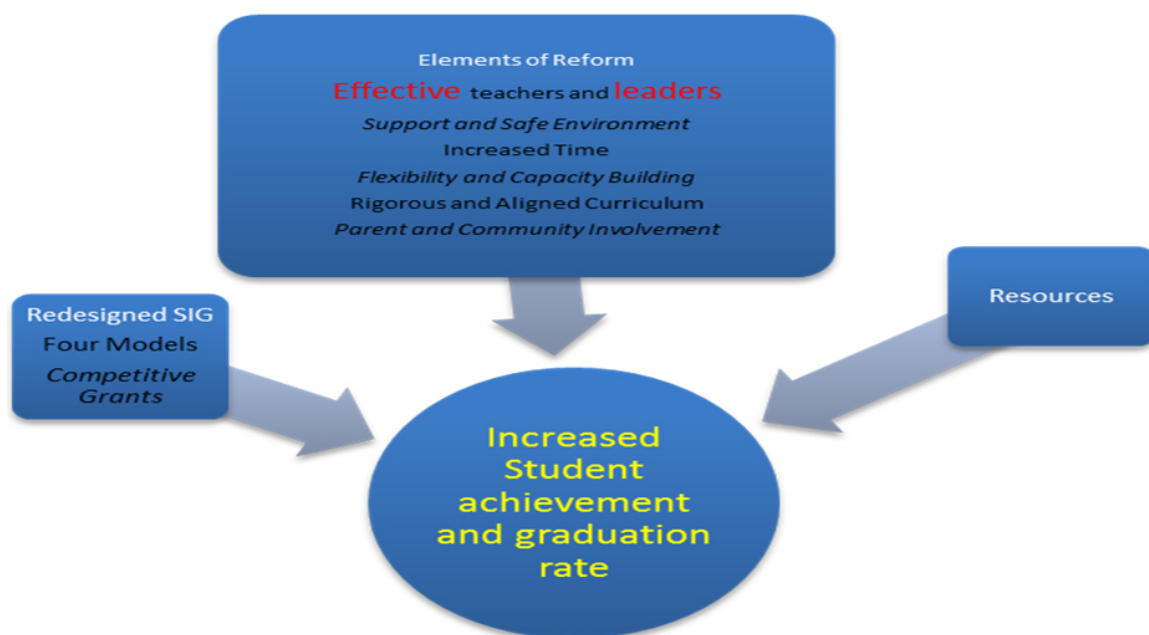 Elements of Reform
Effective teachers and leaders
Support and Safe Environment
Increased Time
Flexibility and Capacity Building
Rigorous and Aligned Curriculum
Parent and Community Involvement
Redesigned SIG
Four Models
Competitive
Grants
Resources
Increased
Student
achievement
and graduation
rate